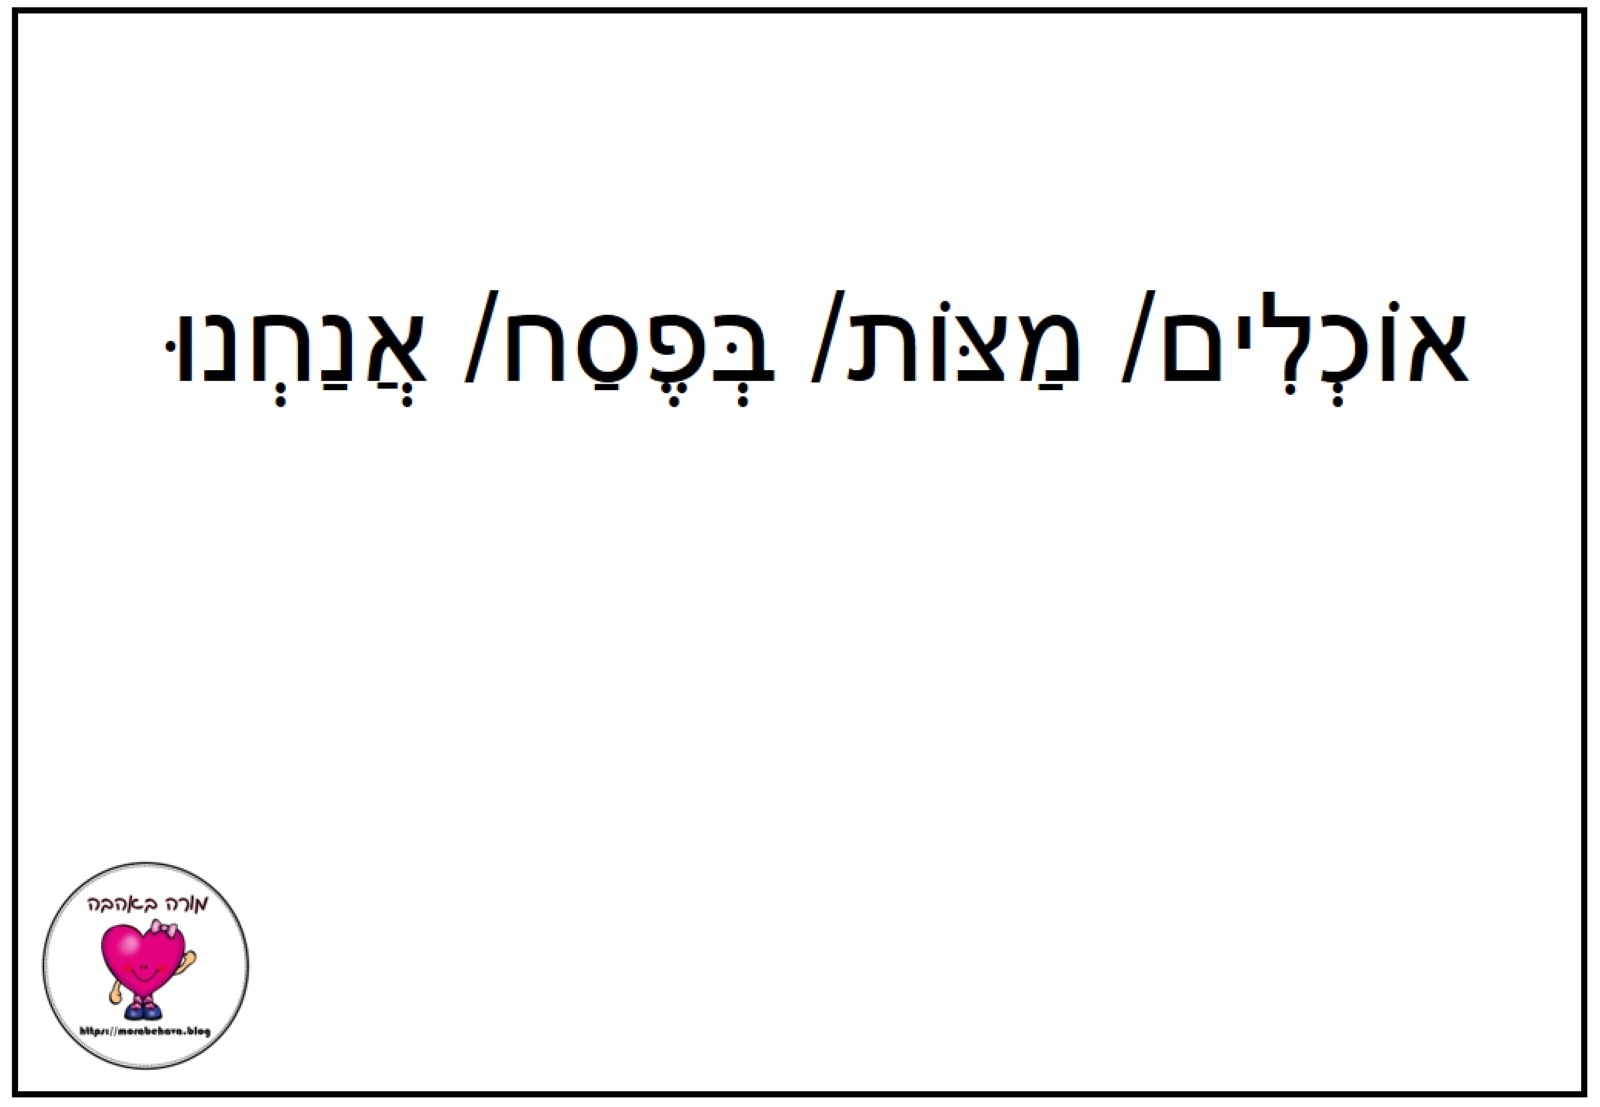 אוֹכְלִים/ מַצּוֹת/ בְּפֶסַח/ אֲנַחְנוּ
מורה באהבה
https://morabehava.blog